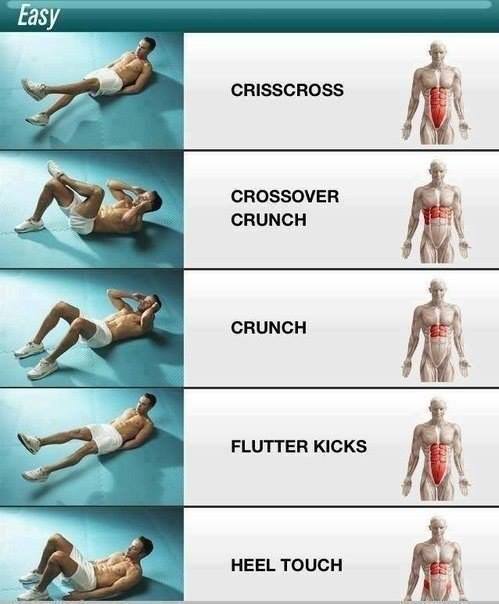 Easy
CRISSCROSS
CROSSOVER
CRUNCH
CRUNCH
FLUTTER KICKS
HEEL TOUCH